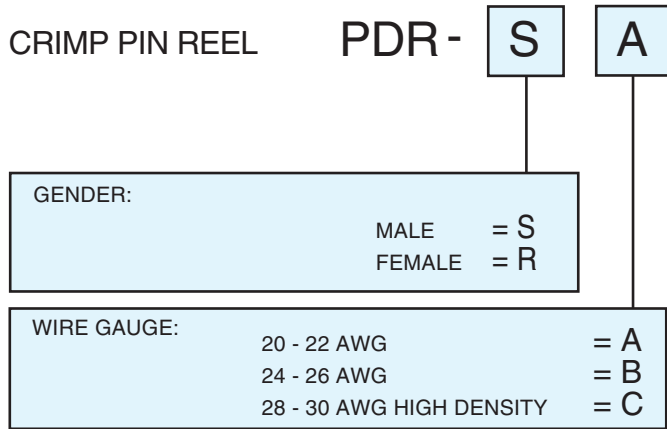 CRIMP PIN REEL PDR - S A
GENDER:
MALE = S
FEMALE = R
WIRE GAUGE:
20 - 22 AWG = A
24 - 26 AWG = B
28 - 30 AWG HIGH DENSITY = C